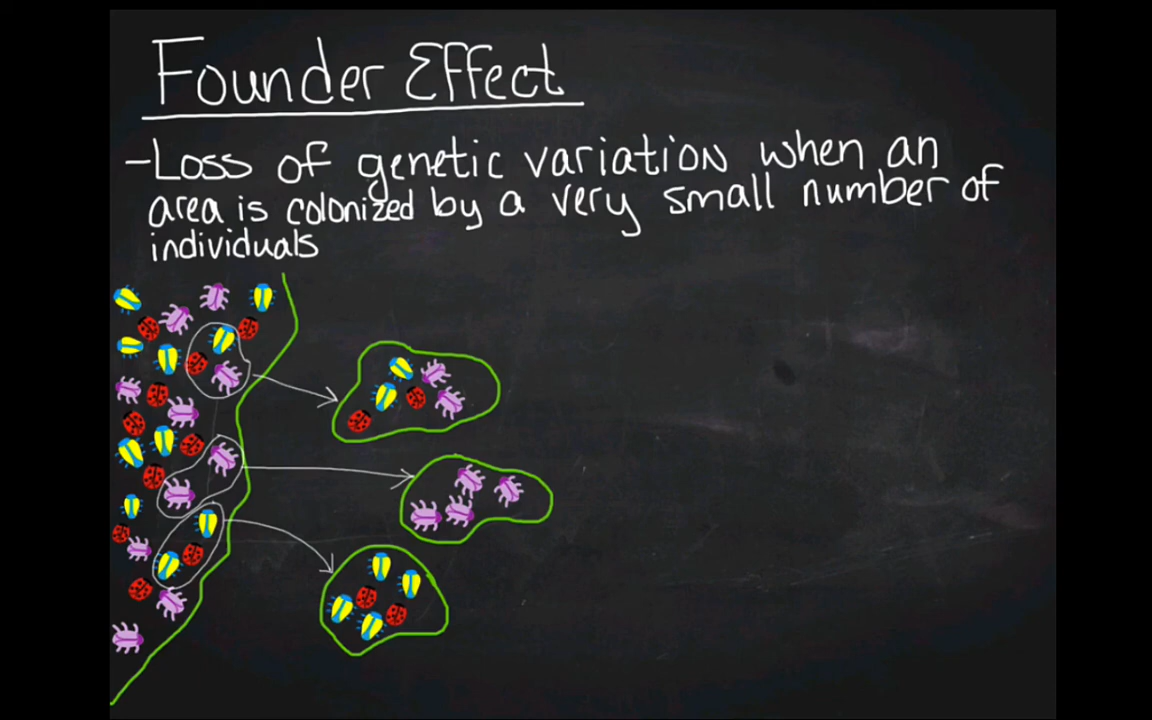 Founder Effect
-Loss of genetic variation when an
area is colonized by a very small number of
individuals